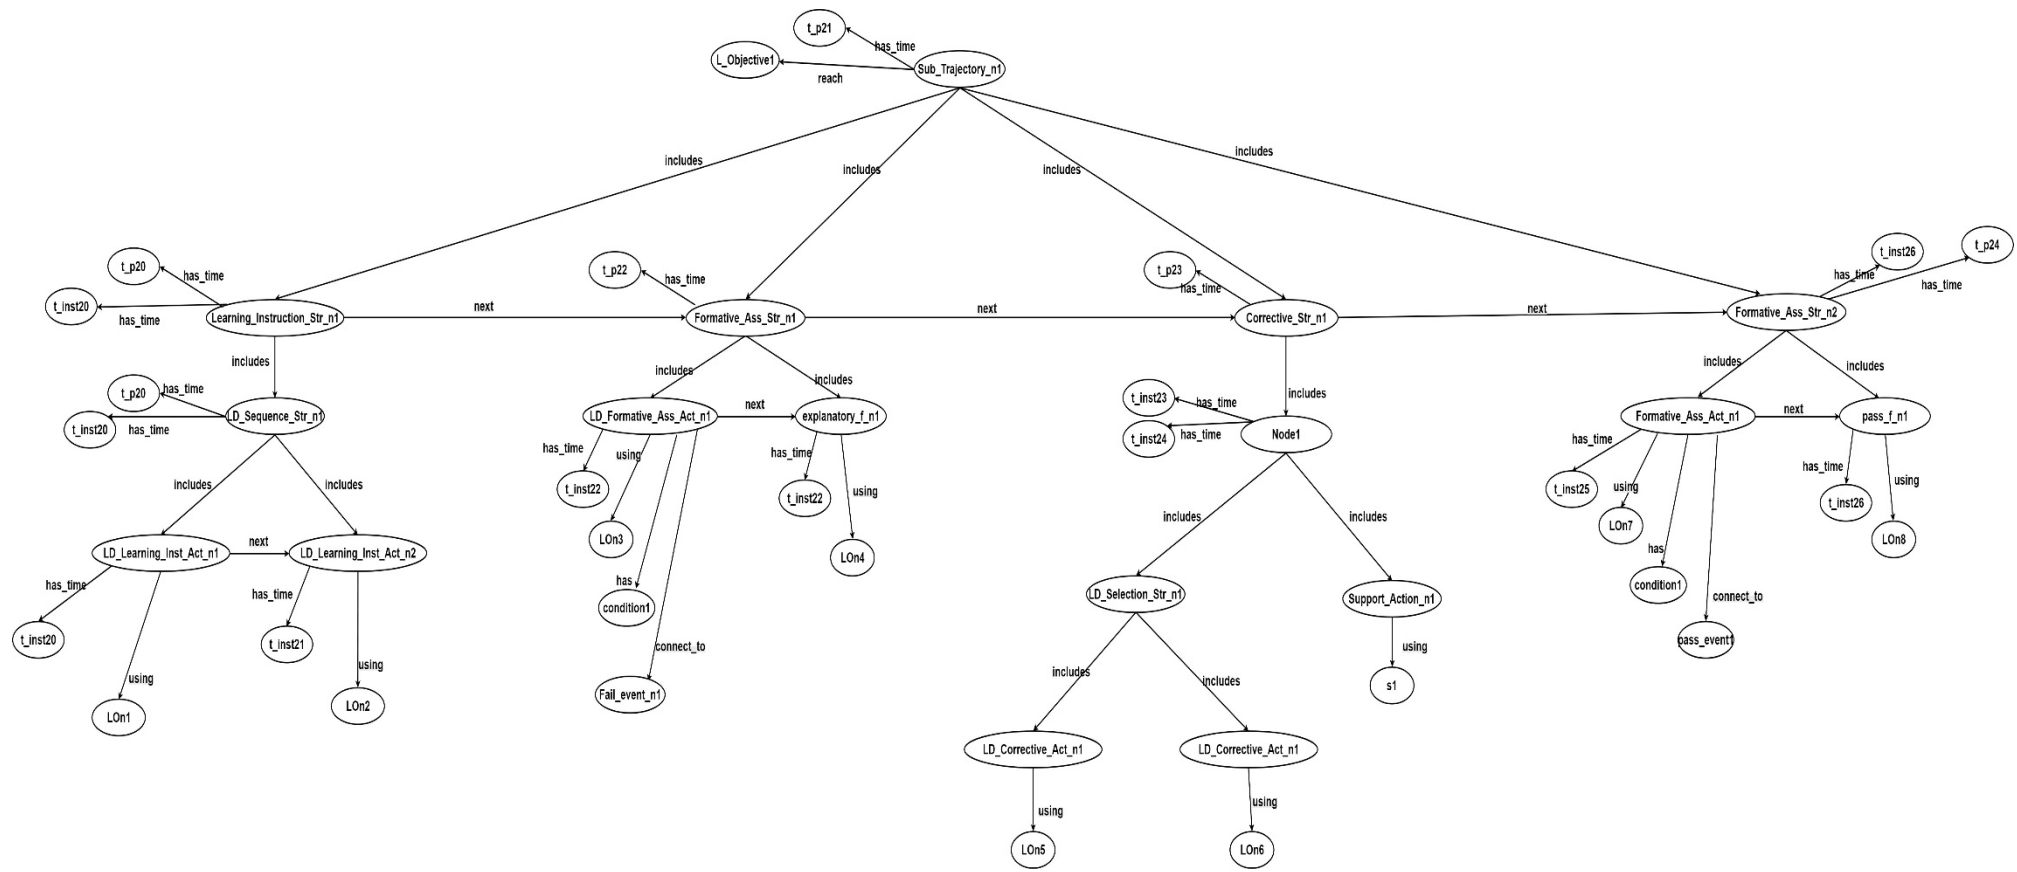 t_p21
has_time
L_Objective1
Sub_Trajectory_n1
reach
includes
includes
includes
includes
t_p20
has_time
t_inst20
has_time
Learning_Instruction_Str_n1
next
t_p22
has_time
Formative_Ass_Str_n1
next
t_p23
has_time
Corrective_Str_n1
next
t_inst26
t_p24
has_time
has_time
Formative_Ass_Str_n2
includes
t_p20
has_time
LD_Sequence_Str_n1
t_inst20
has_time
includes
includes
LD_Learning_Inst_Act_n1
next
LD_Learning_Inst_Act_n2
has_time
t_inst20
using
LOn1
has_time
t_inst21
using
LOn2
includes
includes
LD_Formative_Ass_Act_n1
next
explanatory_f_n1
has_time
using
t_inst22
LOn3
has
condition1
connect_to
Fail_event_n1
has_time
t_inst22
using
LOn4
includes
t_inst23
has_time
t_inst24
has_time
Node1
includes
includes
LD_Selection_Str_n1
Support_Action_n1
using
s1
includes
includes
LD_Corrective_Act_n1
LD_Corrective_Act_n1
using
using
LOn5
LOn6
includes
includes
Formative_Ass_Act_n1
next
pass_f_n1
has_time
t_inst25
using
LOn7
has
condition1
connect_to
pass_event1
has_time
t_inst26
using
LOn8